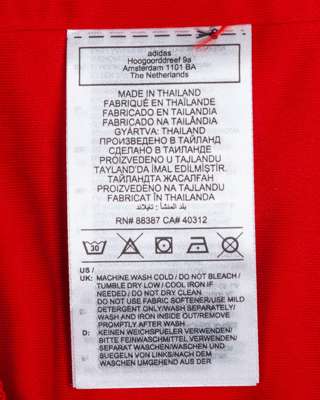 adidas
Hoogoorddreef 9a
Amsterdam 1101 BA
The Netherlands
MADE IN THAILAND
FABRIQUÉ EN THAÏLANDE
FABRICADO EN TAILANDIA
FABRICADO NA TAILÂNDIA
GYÁRTVA: THAIFÖLD
ПРОИЗВЕДЕНО В ТАИЛАНДЕ
СДЕЛАНО В ТАИЛАНДЕ
PROIZVEDENO U TAJLANDU
TAYLAND'DA İMAL EDİLMİŞTİR.
ТАЙЛАНДТА ЖАСАЛҒАН
PROIZVEDENO U TAJLANDU
FABRICAT ÎN THAILANDA
بلد المنشأ : تايلاند
RN# 88387 CA# 40312
30
US /
UK: MACHINE WASH COLD / DO NOT BLEACH /
TUMBLE DRY LOW / COOL IRON IF
NEEDED / DO NOT DRY CLEAN
DO NOT USE FABRIC SOFTENER/USE MILD
DETERGENT ONLY/WASH SEPARATELY/
WASH AND IRON INSIDE OUT/REMOVE
PROMPTLY AFTER WASH
D: KEINEN WEICHSPUELER VERWENDEN/
BITTE FEINWASCHMITTEL VERWENDEN/
SEPARAT WASCHEN/WASCHEN UND
BUEGELN VON LINKS/NACH DEM
WASCHEN UMGEHEND AUS DER